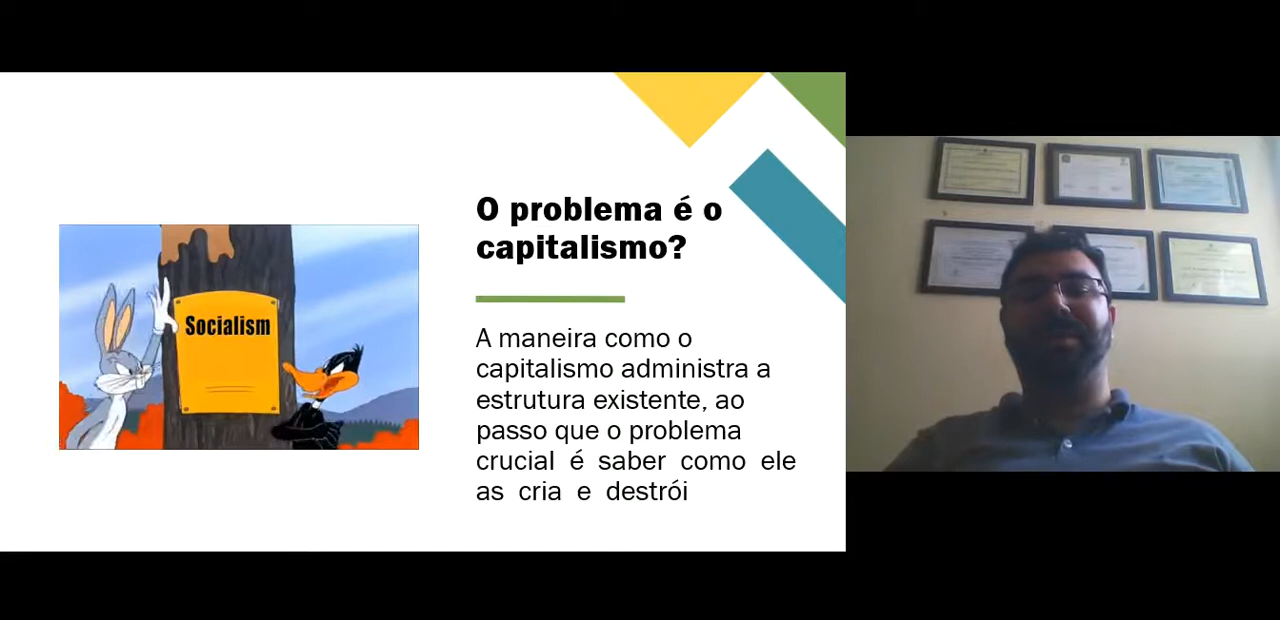 O problema é o
capitalismo?
Socialism
A maneira como o
capitalismo administra a
estrutura existente, ao
passo que o problema
crucial é saber como ele
as cria e destrói